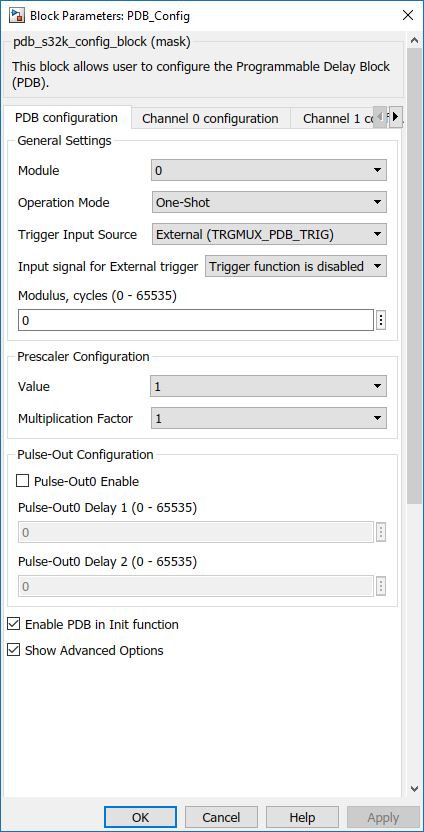 Block Parameters: PDB_Config
pdb_s32k_config_block (mask)
This block allows user to configure the Programmable Delay Block
(PDB).
PDB configuration Channel 0 configuration Channel 1
General Settings
Module 0
Operation Mode One-Shot
Trigger Input Source External (TRGMUX_PDB_TRIG)
Input signal for External trigger Trigger function is disabled
Modulus, cycles (0 - 65535)
0
Prescaler Configuration
Value 1
Multiplication Factor 1
Pulse-Out Configuration
Pulse-Out0 Enable
Pulse-Out0 Delay 1 (0 - 65535)
0
Pulse-Out0 Delay 2 (0 - 65535)
0
Enable PDB in Init function
Show Advanced Options
OK Cancel Help Apply